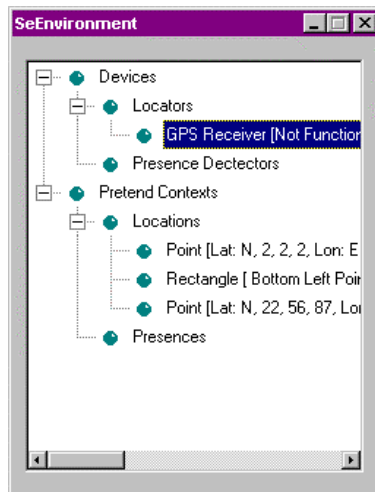 SeEnvironment
Devices
Locators
GPS Receiver [Not Function
Presence Dectectors
Pretend Contexts
Locations
Point [Lat: N, 2, 2, 2, Lon: E
Rectangle [ Bottom Left Poin
Point [Lat: N, 22, 56, 87, Lo
Presences